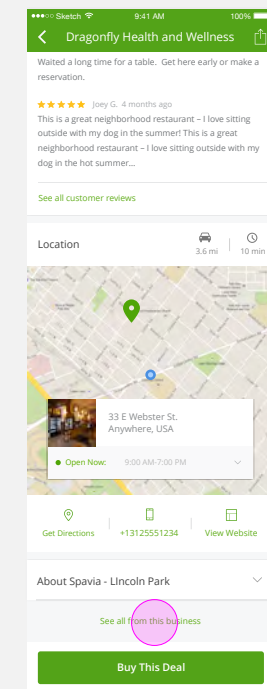 Sketch 9:41 AM 100%
Dragonfly Health and Wellness
Waited a long time for a table. Get here early or make a
reservation.
Joey G. 4 months ago
This is a great neighborhood restaurant – I love sitting
outside with my dog in the summer! This is a great
neighborhood restaurant – I love sitting outside with my
dog in the hot summer...
See all customer reviews
Location
3.6 mi 10 min
33 E Webster St.
Anywhere, USA
Open Now: 9:00 AM-7:00 PM
Get Directions +13125551234 View Website
About Spavia - LIncoln Park
See all from this business
Buy This Deal